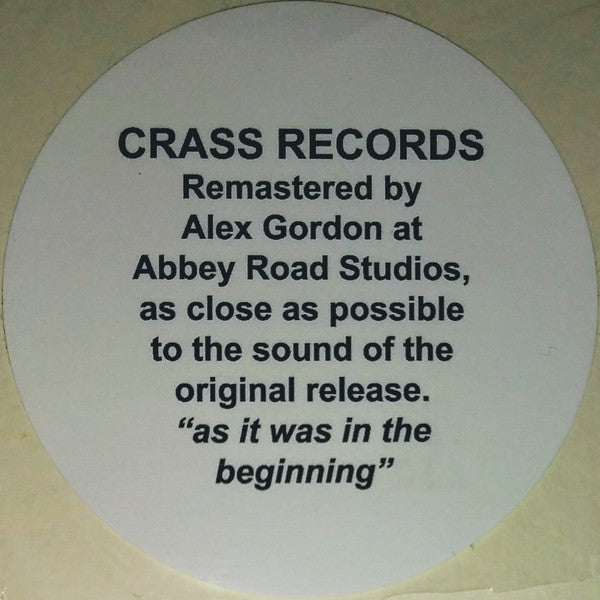 CRASS RECORDS
Remastered by
Alex Gordon at
Abbey Road Studios,
as close as possible
to the sound of the
original release.
“as it was in the
beginning”